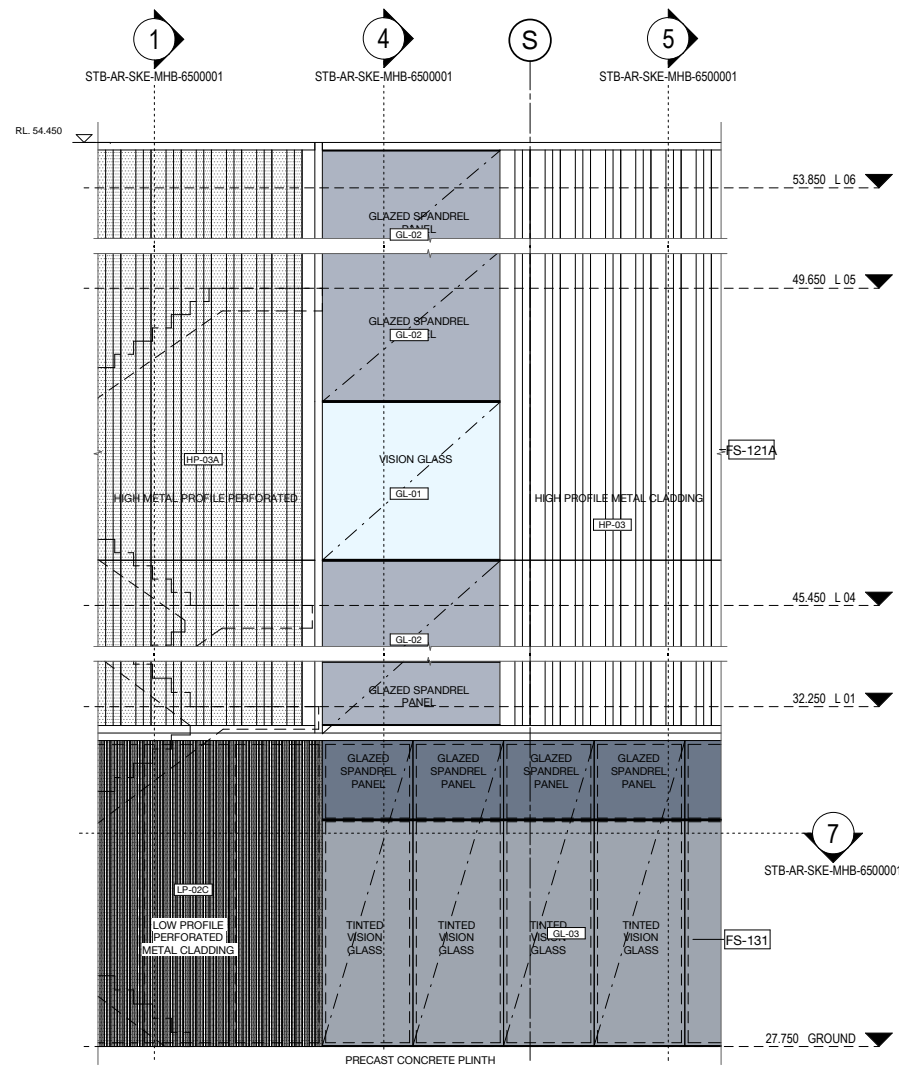 1
4
S
5
STB-AR-SKE-MHB-6500001
STB-AR-SKE-MHB-6500001
STB-AR-SKE-MHB-6500001
RL. 54.450
53.850 L 06
GLAZED SPANDREL
PANEL
GL-02
49.650 L 05
GLAZED SPANDREL
GL-02
FS-121A
HP-03A
VISION GLASS
GL-01
HIGH METAL PROFILE PERFORATED
HIGH PROFILE METAL CLADDING
HP-03
45.450 L 04
GL-02
GLAZED SPANDREL
PANEL
32.250 L 01
GLAZED
SPANDREL
PANEL
GLAZED
SPANDREL
PANEL
GLAZED
SPANDREL
PANEL
GLAZED
SPANDREL
PANEL
7
STB-AR-SKE-MHB-6500001
LP-02C
LOW PROFILE
PERFORATED
METAL CLADDING
TINTED
VISION
GLASS
TINTED
VISION
GLASS
TINTED
VISION
GLASS
GL-03
TINTED
VISION
GLASS
FS-131
27.750 GROUND
PRECAST CONCRETE PLINTH